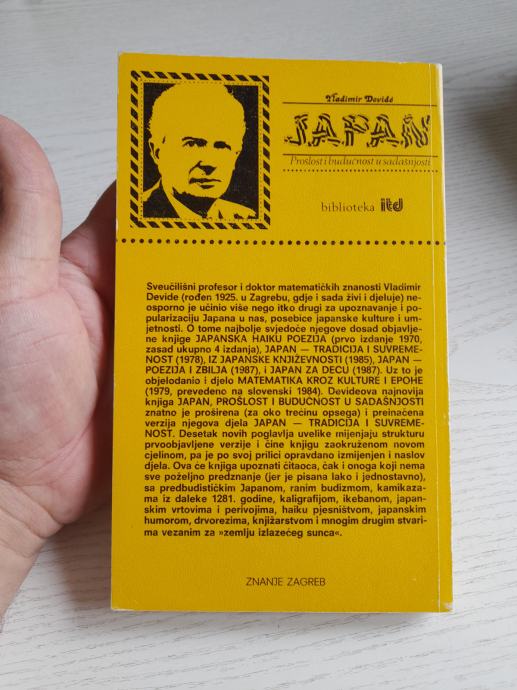 Vladimir Devidé
JAPAN
Prošlost i budućnost u sadašnjosti
biblioteka itd
Sveučilišni profesor i doktor matematičkih znanosti Vladimir
Devide (rođen 1925. u Zagrebu, gdje i sada živi i djeluje) ne-
osporno je učinio više nego itko drugi za upoznavanje i po-
pularizaciju Japana u nas, posebice japanske kulture i um-
jetnosti. O tome najbolje svjedoče njegove dosad objavlje-
ne knjige JAPANSKA HAIKU POEZIJA (prvo izdanje 1970,
zasad ukupno 4 izdanja), JAPAN — TRADICIJA I SUVREME-
NOST (1978), IZ JAPANSKE KNJIŽEVNOSTI (1985), JAPAN —
POEZIJA I ZBILJA (1987), i JAPAN ZA DECU (1987). Uz to je
objelodanio i djelo MATEMATIKA KROZ KULTURE I EPOHE
(1979, prevedeno na slovenski 1984). Devideova najnovija
knjiga JAPAN, PROŠLOST I BUDUĆNOST U SADAŠNJOSTI
znatno je proširena (za oko trećinu opsega) i preinačena
verzija njegova djela JAPAN — TRADICIJA I SUVREME-
NOST. Desetak novih poglavlja uvelike mijenjaju strukturu
prvoobjavljene verzije i čine knjigu zaokruženom novom
cjelinom, pa je po svoj prilici opravdano izmijenjen i naslov
djela. Ova će knjiga upoznati čitaoca, čak i onoga koji nema
sve poželjno predznanje (jer je pisana lako i jednostavno),
sa predbudističkim Japanom, ranim budizmom, kamikaza-
ma iz daleke 1281. godine, kaligrafijom, ikebanom, japan-
skim vrtovima i perivojima, haiku pjesništvom, japanskim
humorom, drvorezima, knjižarstvom i mnogim drugim stvari-
ma vezanim za »zemlju izlazećeg sunca«.
ZNANJE ZAGREB